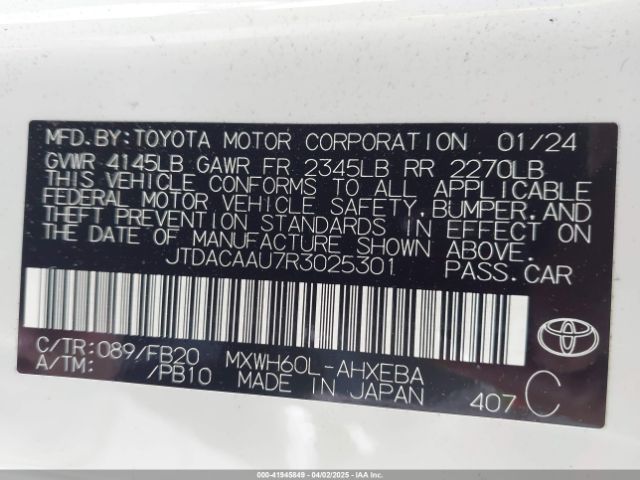 MFD. BY: TOYOTA MOTOR CORPORATION 01/24
GVWR 4145LB GAWR FR 2345LB RR 2270LB
THIS VEHICLE CONFORMS TO ALL APPLICABLE
FEDERAL MOTOR VEHICLE SAFETY, BUMPER, AND
THEFT PREVENTION STANDARDS IN EFFECT ON
THE DATE OF MANUFACTURE SHOWN ABOVE.
JTDACAAU7R3025301 PASS. CAR
C/TR: 089/FB20 MXWH60L-AHXEBA
A/TM: /PB10 MADE IN JAPAN 407 C
000-41945849 - 04/02/2025 - IAAI.COM